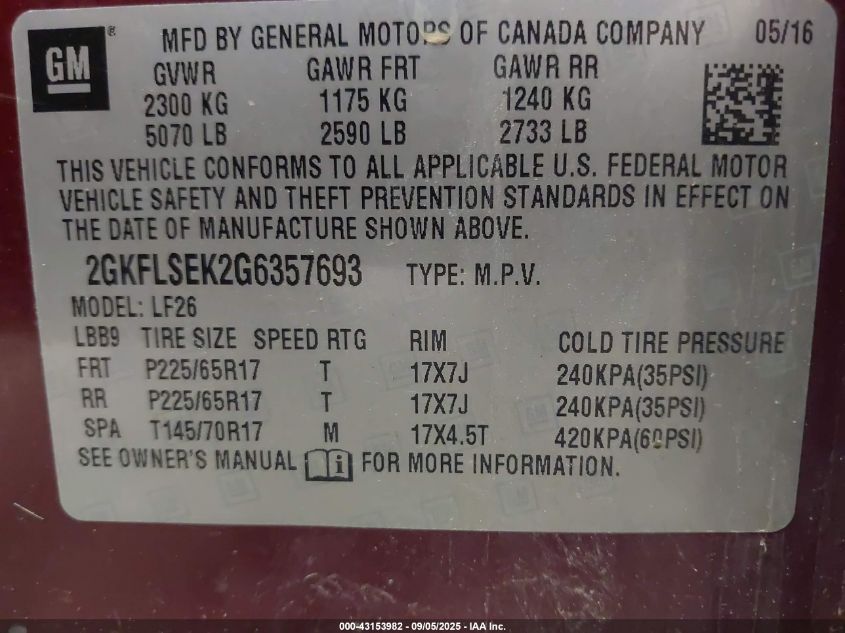 GM ® MFD BY GENERAL MOTORS OF CANADA COMPANY 05/16
GVWR GAWR FRT GAWR RR
2300 KG 1175 KG 1240 KG
5070 LB 2590 LB 2733 LB
THIS VEHICLE CONFORMS TO ALL APPLICABLE U.S. FEDERAL MOTOR
VEHICLE SAFETY AND THEFT PREVENTION STANDARDS IN EFFECT ON
THE DATE OF MANUFACTURE SHOWN ABOVE.
2GKFLSEK2G6357693 TYPE: M.P.V.
MODEL: LF26
LBB9 TIRE SIZE SPEED RTG RIM COLD TIRE PRESSURE
FRT P225/65R17 T 17X7J 240KPA(35PSI)
RR P225/65R17 T 17X7J 240KPA(35PSI)
SPA T145/70R17 M 17X4.5T 420KPA(60PSI)
SEE OWNER'S MANUAL i FOR MORE INFORMATION.
000-43153982 - 09/05/2025 - IAA Inc.